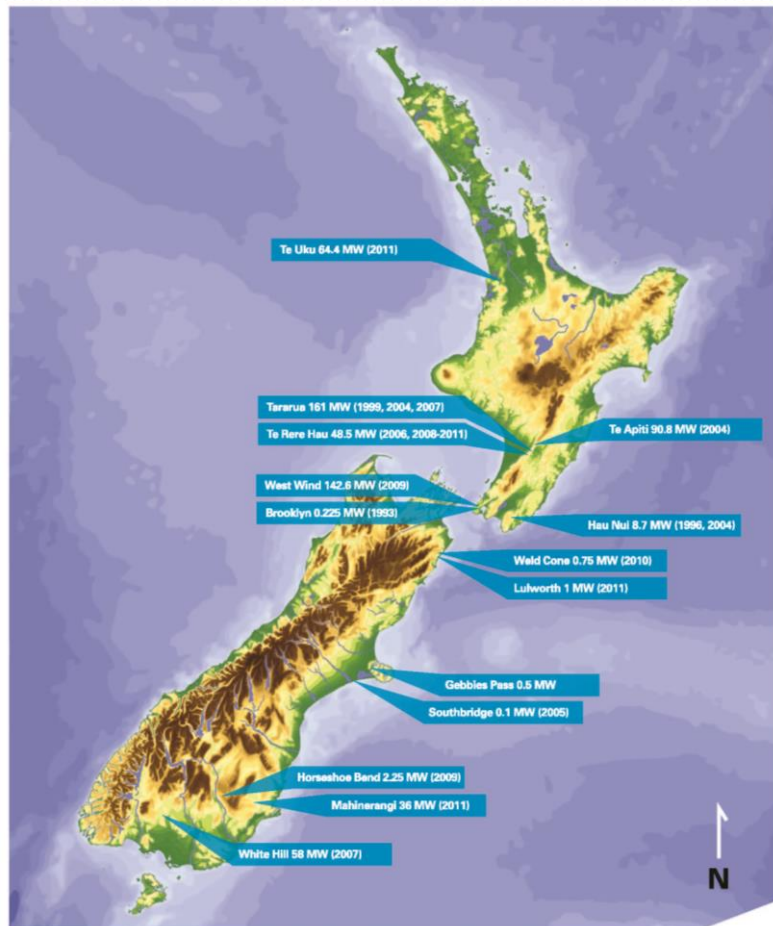 Te Uku 64.4 MW (2011)
Tararua 161 MW (1999, 2004, 2007)
Te Apiti 90.8 MW (2004)
Te Rere Hau 48.5 MW (2006, 2008-2011)
West Wind 142.6 MW (2009)
Brooklyn 0.225 MW (1993)
Hau Nui 8.7 MW (1996, 2004)
Weld Cone 0.75 MW (2010)
Lulworth 1 MW (2011)
Gebbies Pass 0.5 MW
Southbridge 0.1 MW (2005)
Horseshoe Bend 2.25 MW (2009)
Mahinerangi 36 MW (2011)
White Hill 58 MW (2007)
N